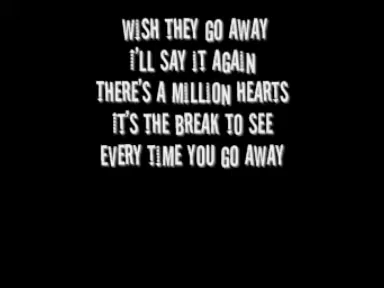 WISH THEY GO AWAY
I'LL SAY IT AGAIN
THERE'S A MILLION HEARTS
IT'S THE BREAK TO SEE
EVERY TIME YOU GO AWAY